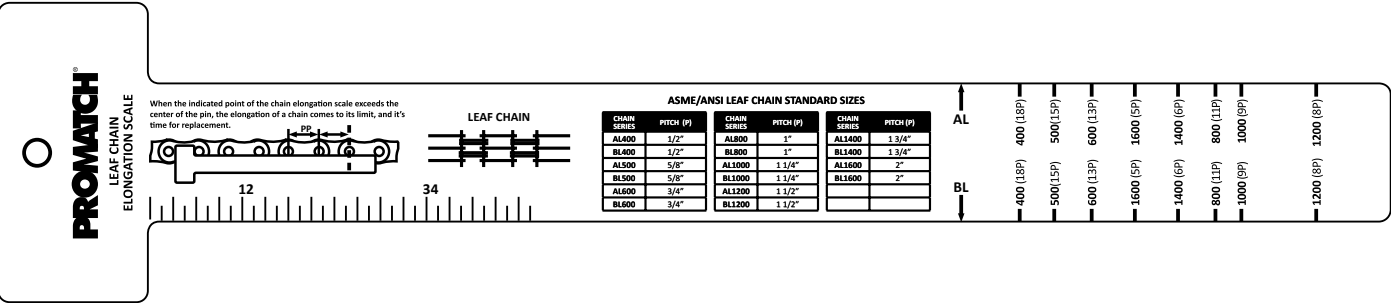 PROMATCH®
LEAF CHAIN
ELONGATION SCALE
When the indicated point of the chain elongation scale exceeds the
center of the pin, the elongation of a chain comes to its limit, and it's
time for replacement.
PP
LEAF CHAIN
12
34
ASME/ANSI LEAF CHAIN STANDARD SIZES
CHAIN SERIES PITCH (P) CHAIN SERIES PITCH (P) CHAIN SERIES PITCH (P)
AL400 1/2" AL800 1" AL1400 1 3/4"
BL400 1/2" BL800 1" BL1400 1 3/4"
AL500 5/8" AL1000 1 1/4" AL1600 2"
BL500 5/8" BL1000 1 1/4" BL1600 2"
AL600 3/4" AL1200 1 1/2"
BL600 3/4" BL1200 1 1/2"
AL
400 (18P)
500(15P)
600 (13P)
1600 (5P)
1400 (6P)
800 (11P)
1000 (9P)
1200 (8P)
BL
400 (18P)
500(15P)
600 (13P)
1600 (5P)
1400 (6P)
800 (11P)
1000 (9P)
1200 (8P)